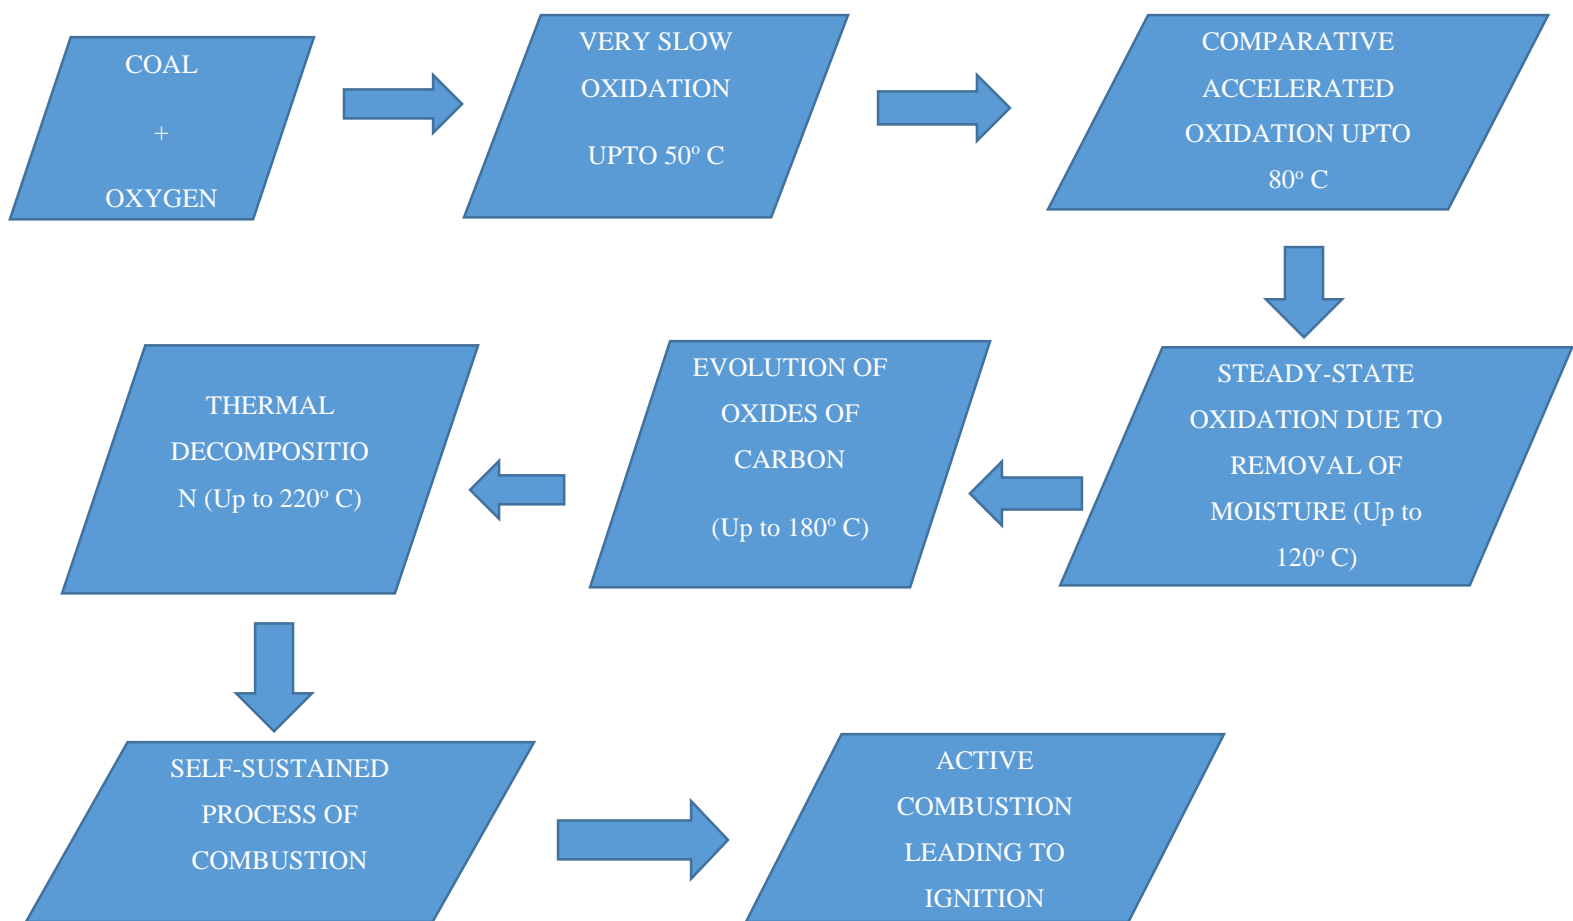 COAL
+
OXYGEN
VERY SLOW
OXIDATION
UPTO 50° C
COMPARATIVE
ACCELERATED
OXIDATION UPTO
80° C
STEADY-STATE
OXIDATION DUE TO
REMOVAL OF
MOISTURE (Up to
120° C)
EVOLUTION OF
OXIDES OF
CARBON
(Up to 180° C)
THERMAL
DECOMPOSITIO
N (Up to 220° C)
SELF-SUSTAINED
PROCESS OF
COMBUSTION
ACTIVE
COMBUSTION
LEADING TO
IGNITION